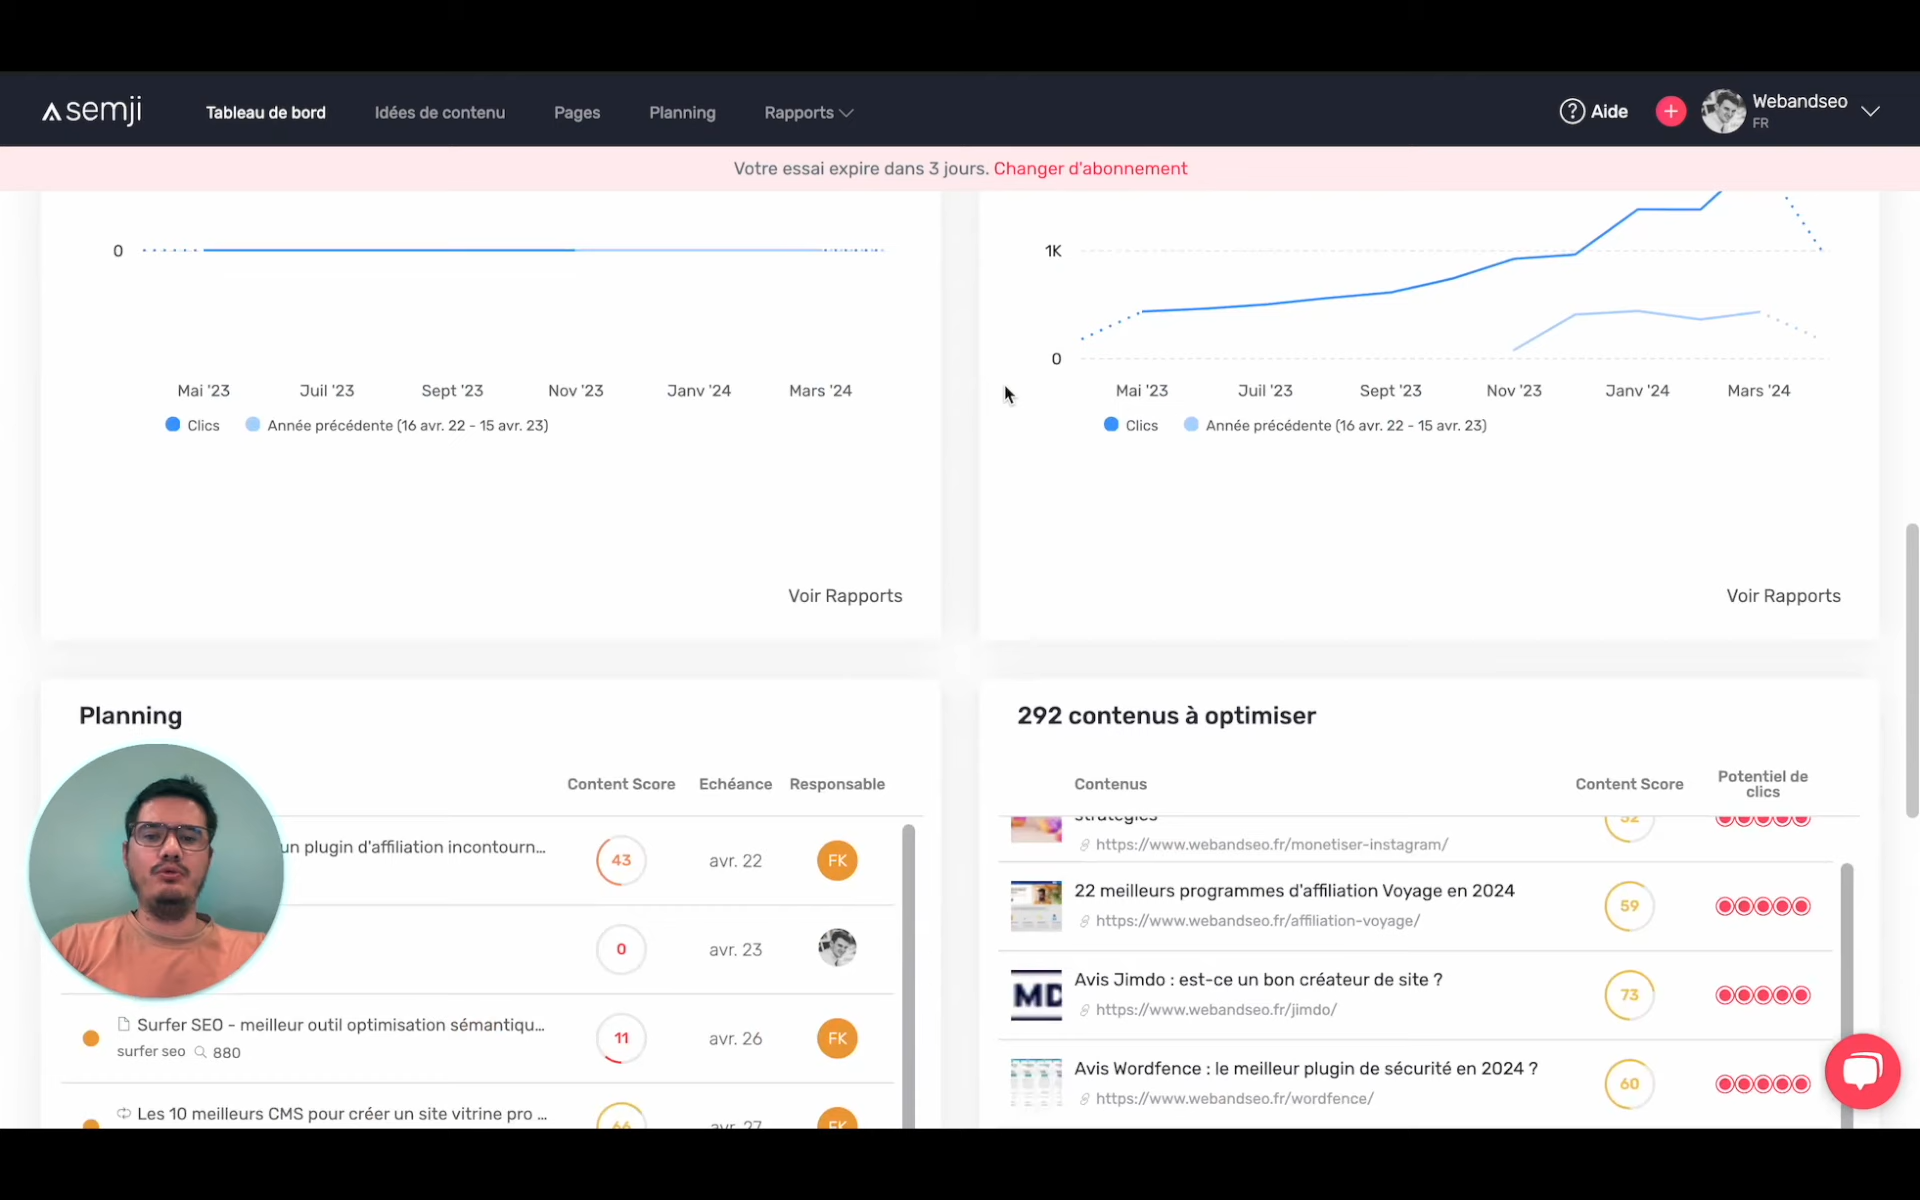 semji
Tableau de bord
Idées de contenu
Pages
Planning
Rapports
Aide
Webandseo
FR
Votre essai expire dans 3 jours. Changer d'abonnement
0
Mai '23 Juil '23 Sept '23 Nov '23 Janv '24 Mars '24
Clics Année précédente (16 avr. 22 - 15 avr. 23)
Voir Rapports
1K
0
Mai '23 Juil '23 Sept '23 Nov '23 Janv '24 Mars '24
Clics Année précédente (16 avr. 22 - 15 avr. 23)
Voir Rapports
Planning
Content Score Echéance Responsable
un plugin d'affiliation incontourn... 43 avr. 22 FK
0 avr. 23
Surfer SEO - meilleur outil optimisation sémantiqu... 11 avr. 26 FK
surfer seo 880
Les 10 meilleurs CMS pour créer un site vitrine pro ... 66 avr. 27 FK
292 contenus à optimiser
Contenus Content Score Potentiel de
clics
stratégies 52
https://www.webandseo.fr/monetiser-instagram/
22 meilleurs programmes d'affiliation Voyage en 2024 59
https://www.webandseo.fr/affiliation-voyage/
Avis Jimdo : est-ce un bon créateur de site ? 73
https://www.webandseo.fr/jimdo/
Avis Wordfence : le meilleur plugin de sécurité en 2024 ? 60
https://www.webandseo.fr/wordfence/